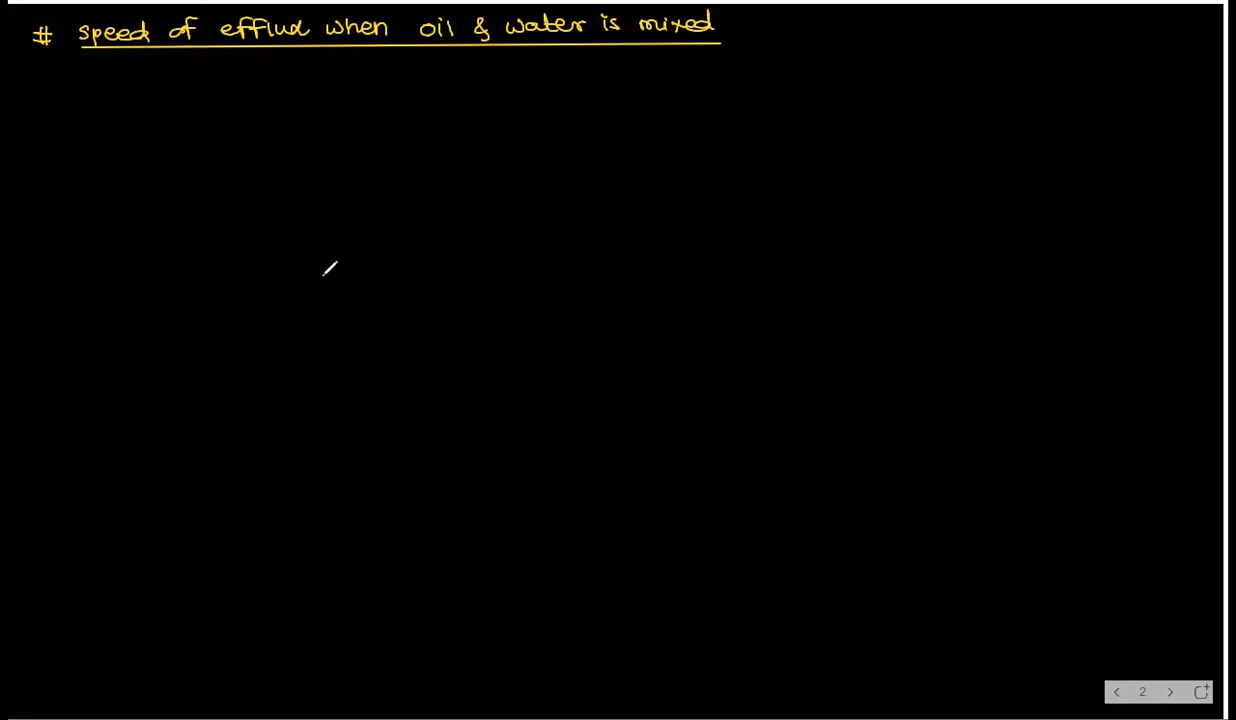 # speed of efflux when oil & water is mixed
2